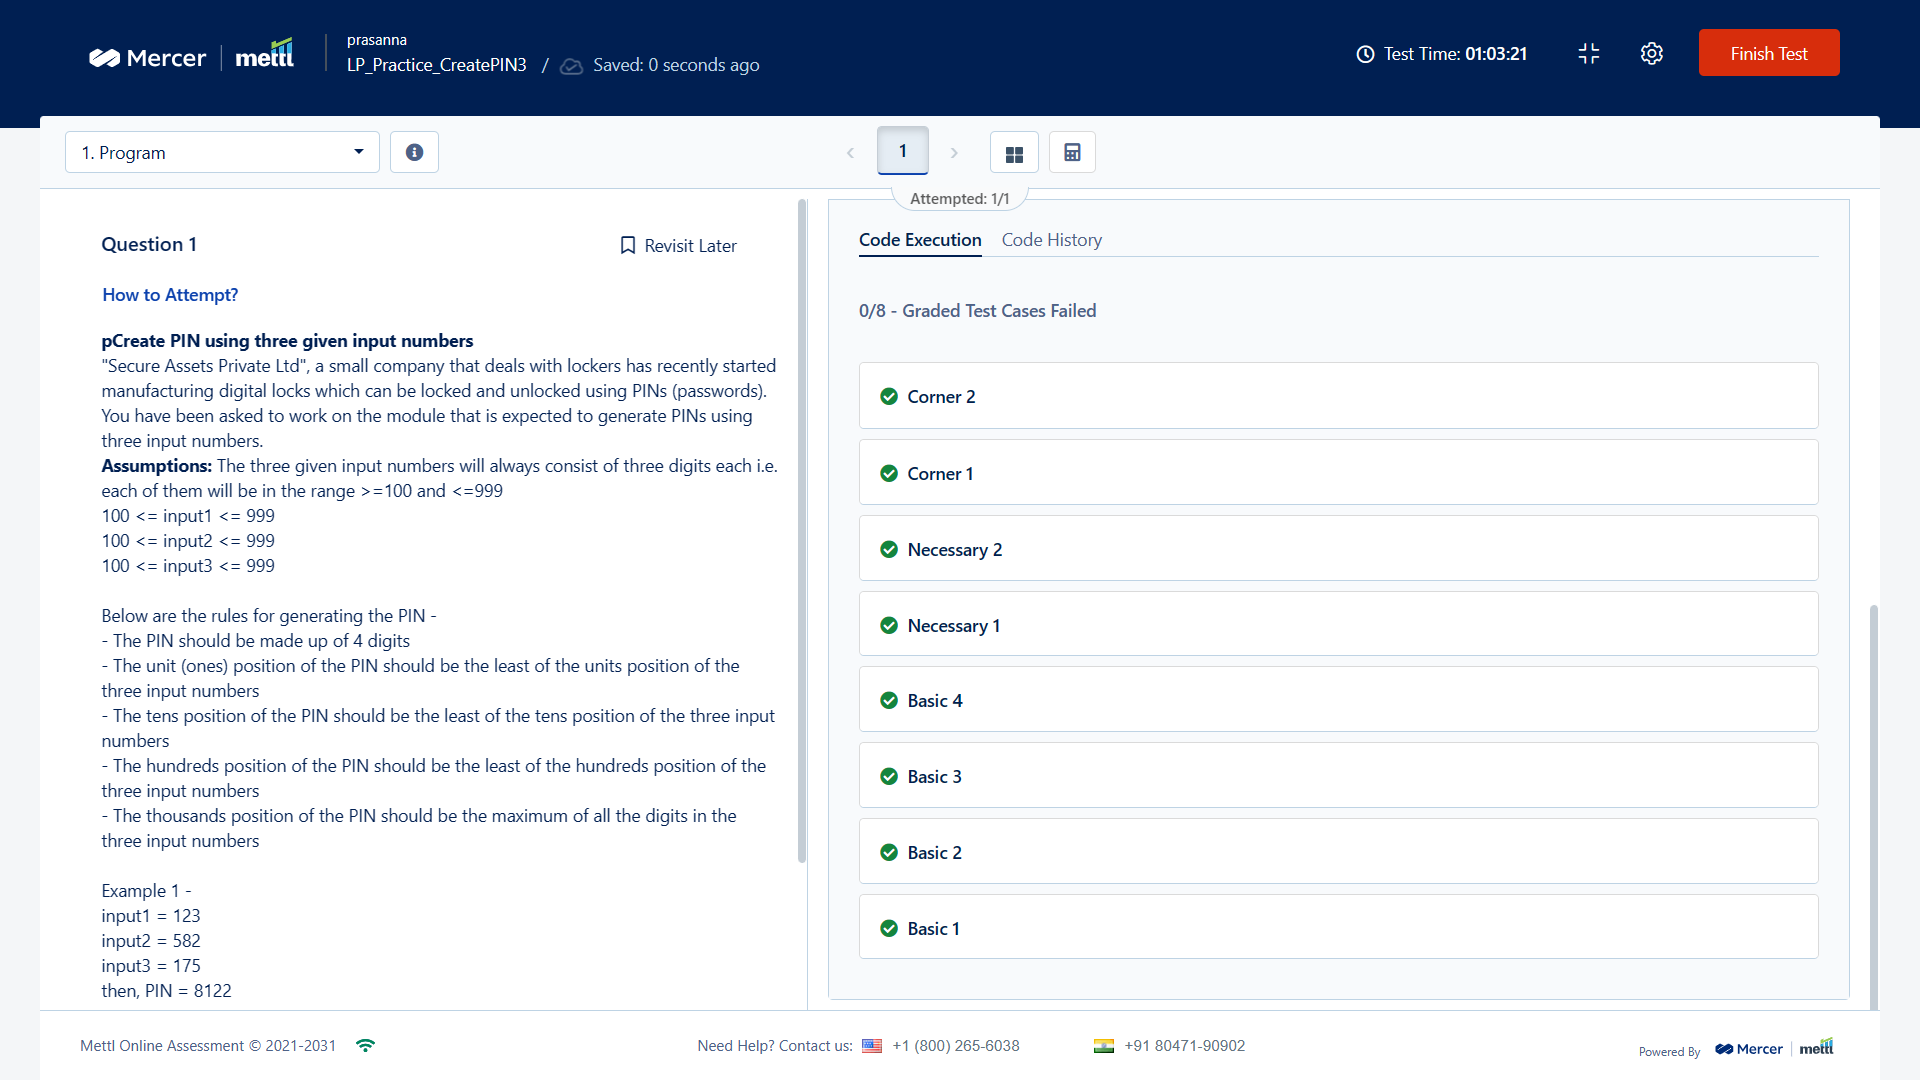 Mercer | mettl
prasanna
LP_Practice_CreatePIN3 / Saved: 0 seconds ago
Test Time: 01:03:21
Finish Test
1. Program
1
Attempted: 1/1
Question 1
Revisit Later
How to Attempt?
pCreate PIN using three given input numbers
"Secure Assets Private Ltd", a small company that deals with lockers has recently started
manufacturing digital locks which can be locked and unlocked using PINs (passwords).
You have been asked to work on the module that is expected to generate PINs using
three input numbers.
Assumptions: The three given input numbers will always consist of three digits each i.e.
each of them will be in the range >=100 and <=999
100 <= input1 <= 999
100 <= input2 <= 999
100 <= input3 <= 999
Below are the rules for generating the PIN -
- The PIN should be made up of 4 digits
- The unit (ones) position of the PIN should be the least of the units position of the
three input numbers
- The tens position of the PIN should be the least of the tens position of the three input
numbers
- The hundreds position of the PIN should be the least of the hundreds position of the
three input numbers
- The thousands position of the PIN should be the maximum of all the digits in the
three input numbers
Example 1 -
input1 = 123
input2 = 582
input3 = 175
then, PIN = 8122
Code Execution Code History
0/8 - Graded Test Cases Failed
Corner 2
Corner 1
Necessary 2
Necessary 1
Basic 4
Basic 3
Basic 2
Basic 1
Mettl Online Assessment © 2021-2031
Need Help? Contact us: +1 (800) 265-6038
+91 80471-90902
Powered By Mercer | mettl